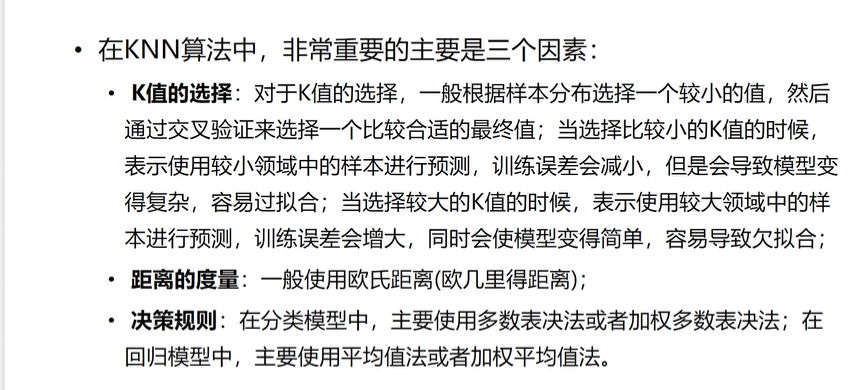 • 在KNN算法中，非常重要的主要是三个因素：
• K值的选择：对于K值的选择，一般根据样本分布选择一个较小的值，然后
通过交叉验证来选择一个比较合适的最终值；当选择比较小的K值的时候，
表示使用较小领域中的样本进行预测，训练误差会减小，但是会导致模型变
得复杂，容易过拟合；当选择较大的K值的时候，表示使用较大领域中的样
本进行预测，训练误差会增大，同时会使模型变得简单，容易导致欠拟合；
• 距离的度量：一般使用欧氏距离(欧几里得距离)；
• 决策规则：在分类模型中，主要使用多数表决法或者加权多数表决法；在
回归模型中，主要使用平均值法或者加权平均值法。